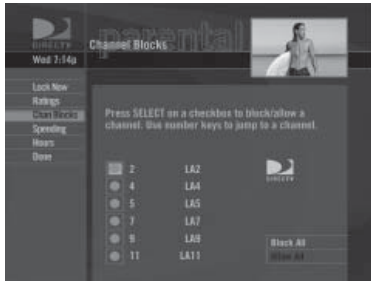 DIRECTV
parental
Channel Blocks
Wed 7:14p
Lock Now
Ratings
Chan Blocks
Spending
Hours
Done
Press SELECT on a checkbox to block/allow a
channel. Use number keys to jump to a channel.
2 LA2
4 LA4
5 LA5
7 LA7
9 LA9
11 LA11
DIRECTV
Block All
Allow All